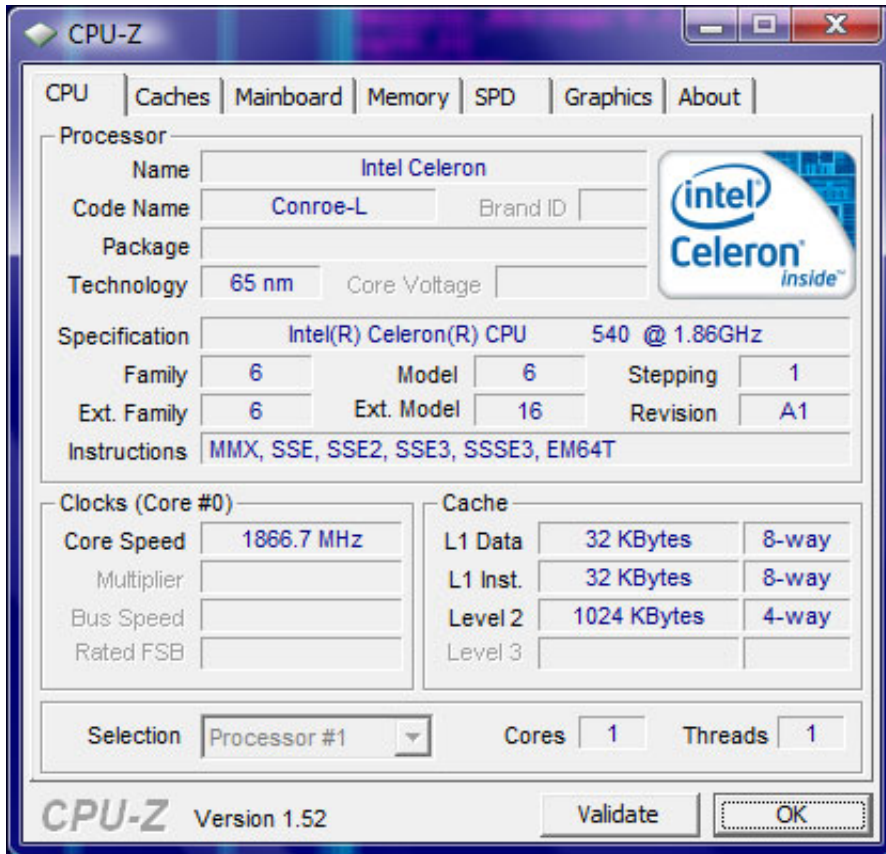 CPU-Z
CPU Caches Mainboard Memory SPD Graphics About
Processor
Name Intel Celeron
Code Name Conroe-L Brand ID
Package
Technology 65 nm Core Voltage
intel Celeron inside™
Specification Intel(R) Celeron(R) CPU 540 @ 1.86GHz
Family 6 Model 6 Stepping 1
Ext. Family 6 Ext. Model 16 Revision A1
Instructions MMX, SSE, SSE2, SSE3, SSSE3, EM64T
Clocks (Core #0)
Core Speed 1866.7 MHz
Multiplier
Bus Speed
Rated FSB
Cache
L1 Data 32 KBytes 8-way
L1 Inst. 32 KBytes 8-way
Level 2 1024 KBytes 4-way
Level 3
Selection Processor #1 Cores 1 Threads 1
CPU-Z Version 1.52 Validate OK